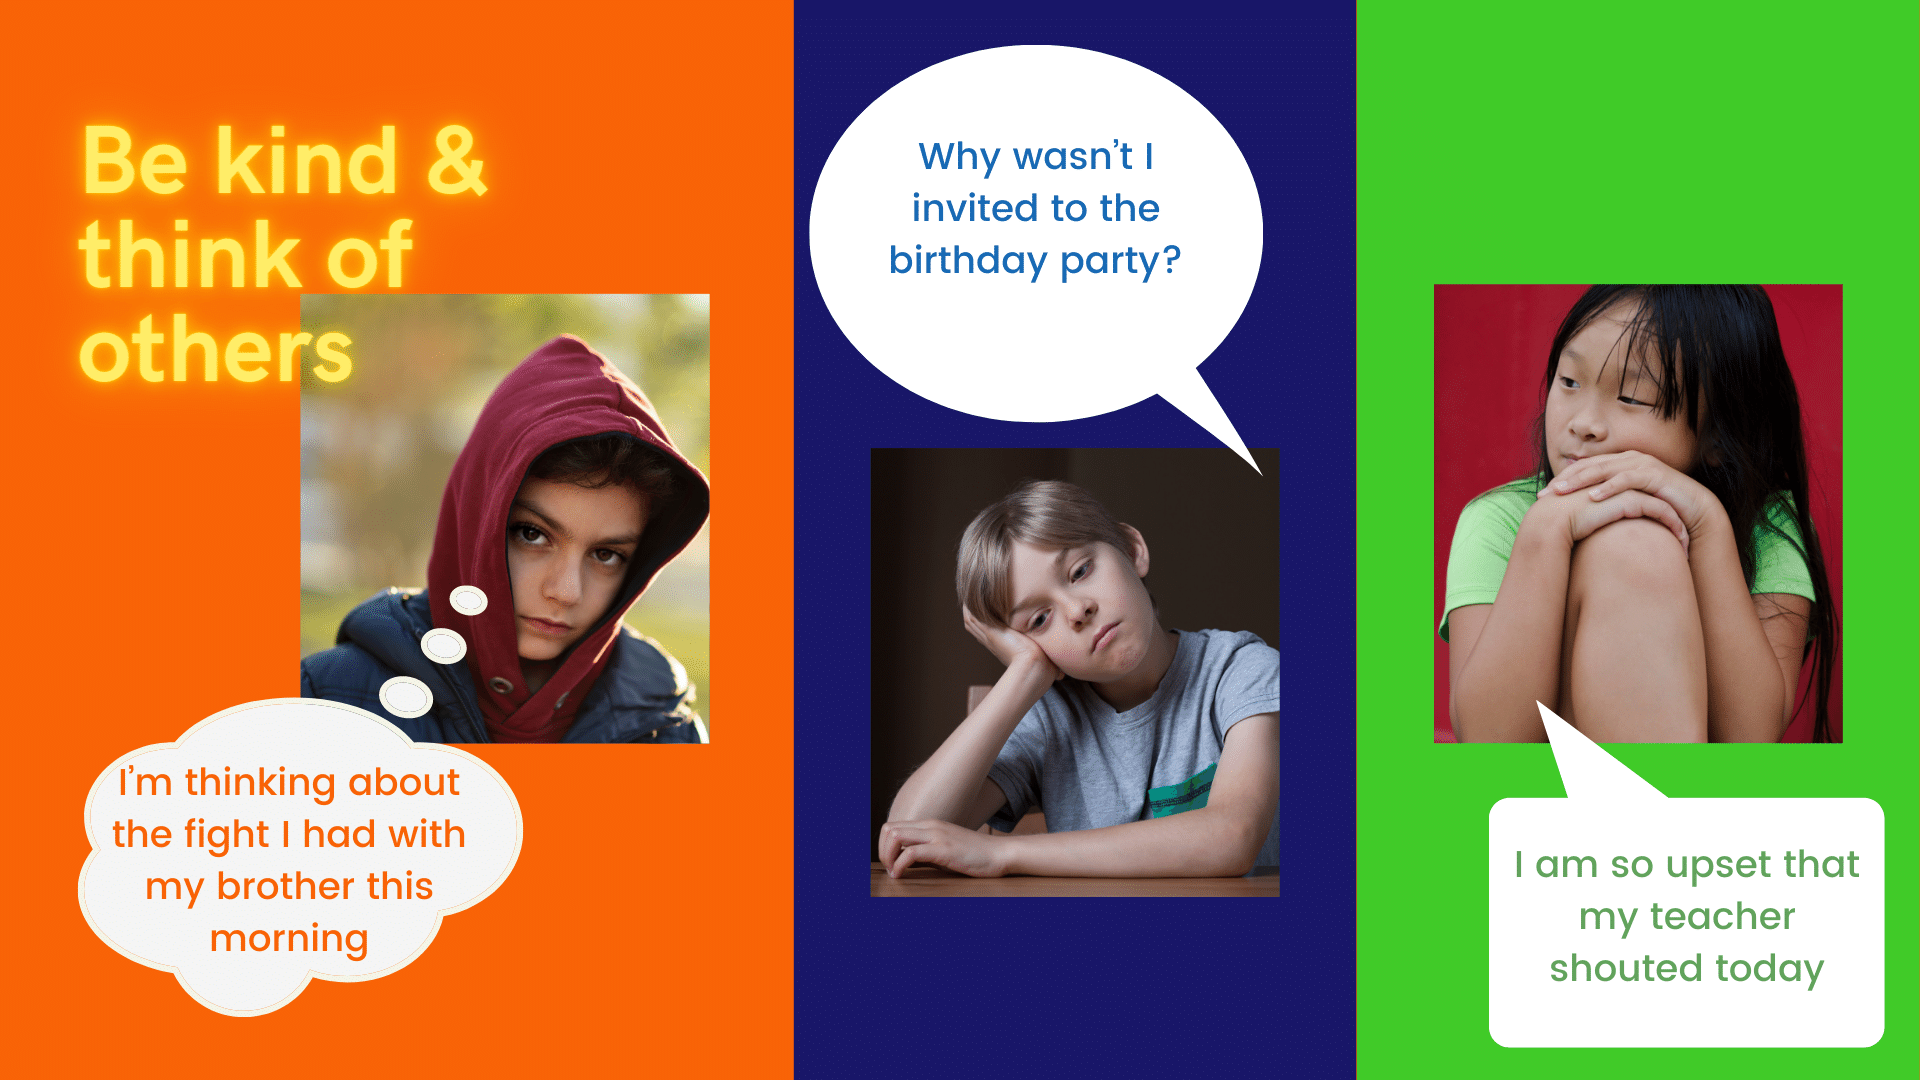 Be kind &
think of
others
I'm thinking about
the fight I had with
my brother this
morning
Why wasn't I
invited to the
birthday party?
I am so upset that
my teacher
shouted today